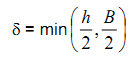 δ = min(h/2, B/2)